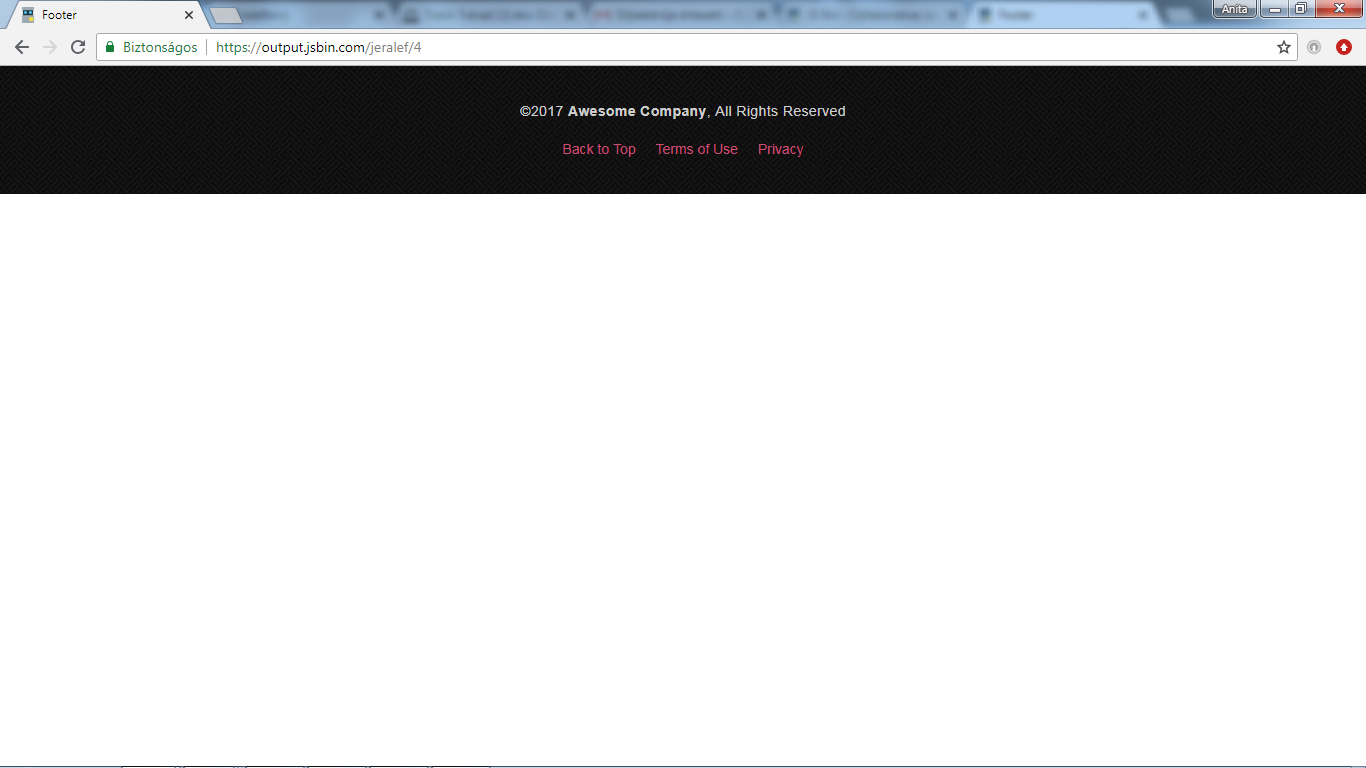 Footer
Anita
Biztonságos
https://output.jsbin.com/jeralef/4
©2017 Awesome Company, All Rights Reserved
Back to Top Terms of Use Privacy